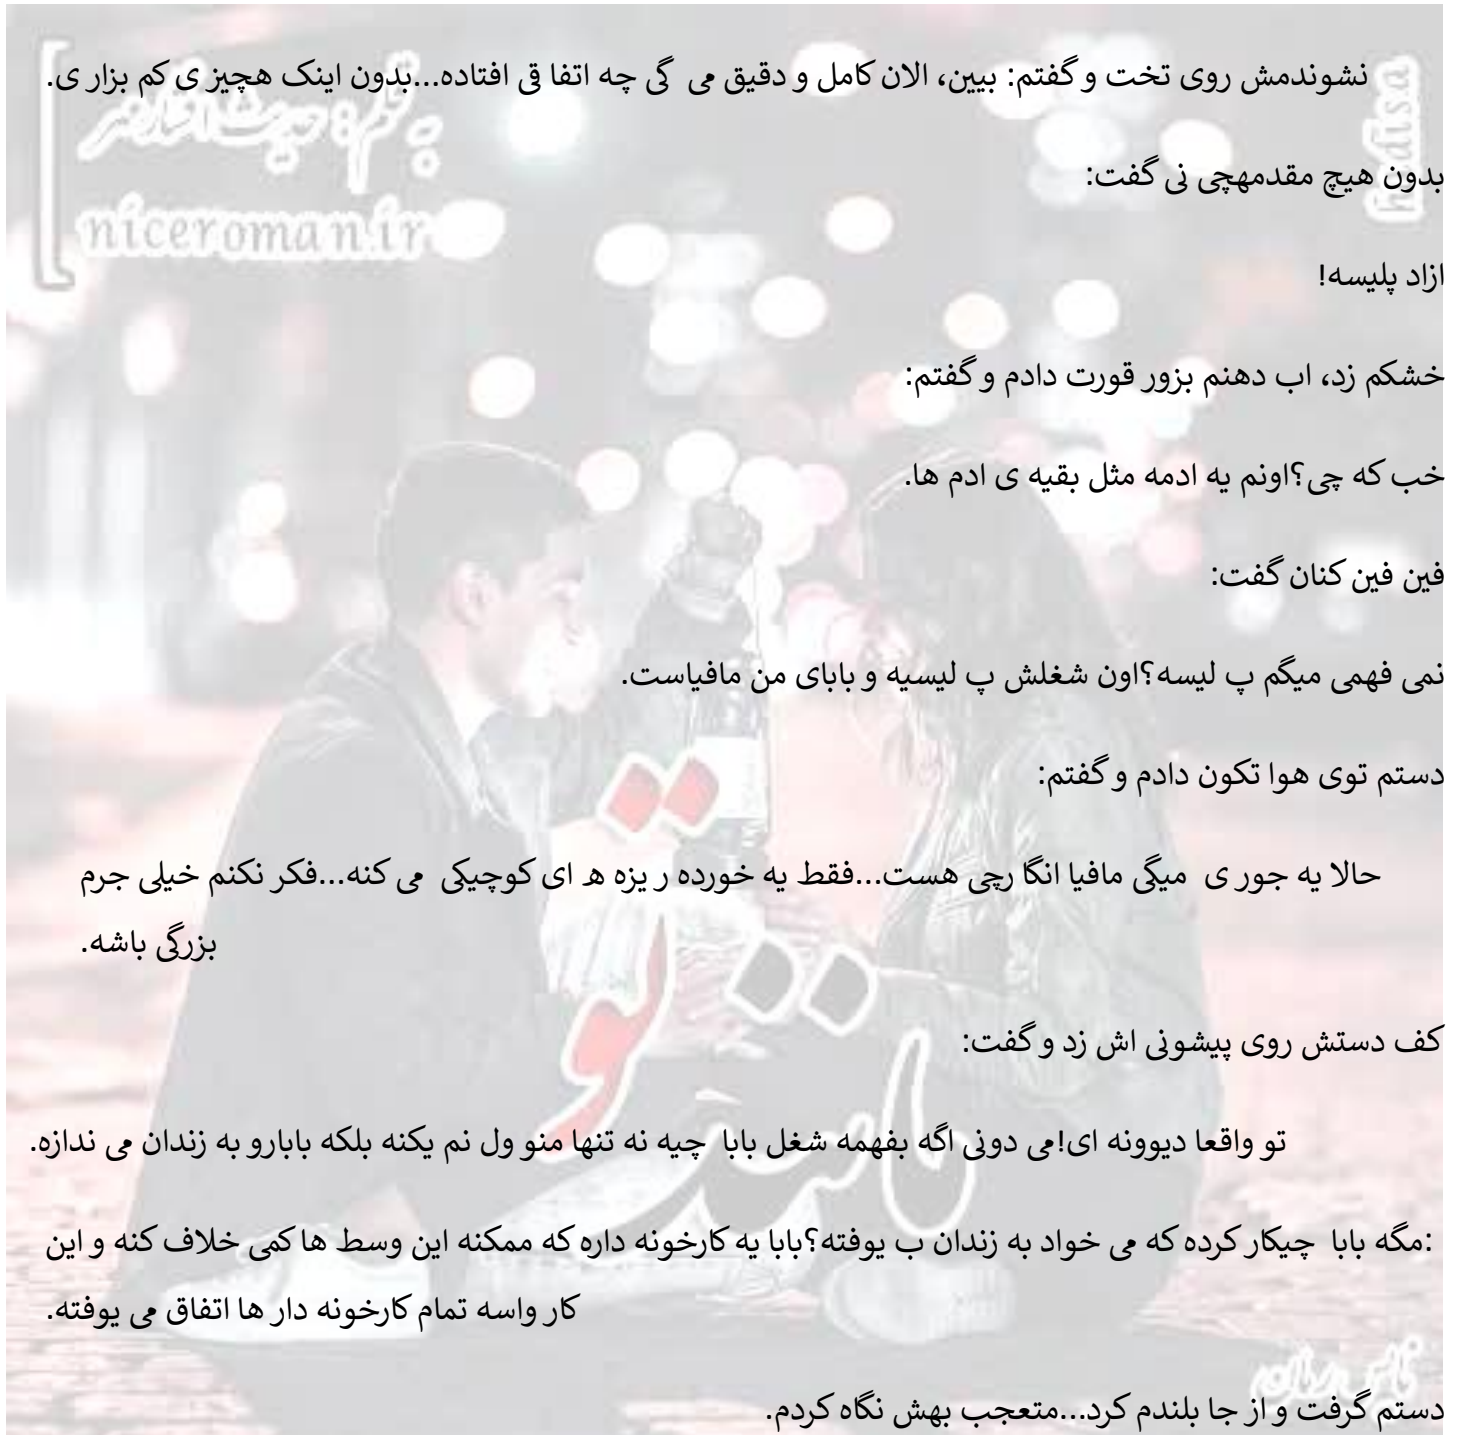 نشوندمش روی تخت و گفتم: ببین، الان کامل و دقیق می گی چه اتفا قی افتاده...بدون اینک هچیز ی کم بزار ی.
niceroman.ir
hadisa
بدون هیچ مقدمهچی نی گفت:
ازاد پلیسه!
خشکم زد، اب دهنم بزور قورت دادم و گفتم:
خب که چی؟اونم یه ادمه مثل بقیه ی ادم ها.
فین فین کنان گفت:
نمی فهمی میگم پ لیسه؟اون شغلش پ لیسیه و بابای من مافیاست.
دستم توی هوا تکون دادم و گفتم:
حالا یه جور ی میگی مافیا انگا رچی هست...فقط یه خورده ر یزه ه ای کوچیکی می کنه...فکر نکنم خیلی جرم
بزرگی باشه.
کف دستش روی پیشونی اش زد و گفت:
تو واقعا دیوونه ای!می دونی اگه بفهمه شغل بابا چیه نه تنها منو ول نم یکنه بلکه بابارو به زندان می ندازه.
مانند تو
:مگه بابا چیکار کرده که می خواد به زندان ب یوفته؟بابا یه کارخونه داره که ممکنه این وسط ها کمی خلاف کنه و این
کار واسه تمام کارخونه دار ها اتفاق می یوفته.
دستم گرفت و از جا بلندم کرد...متعجب بهش نگاه کردم.